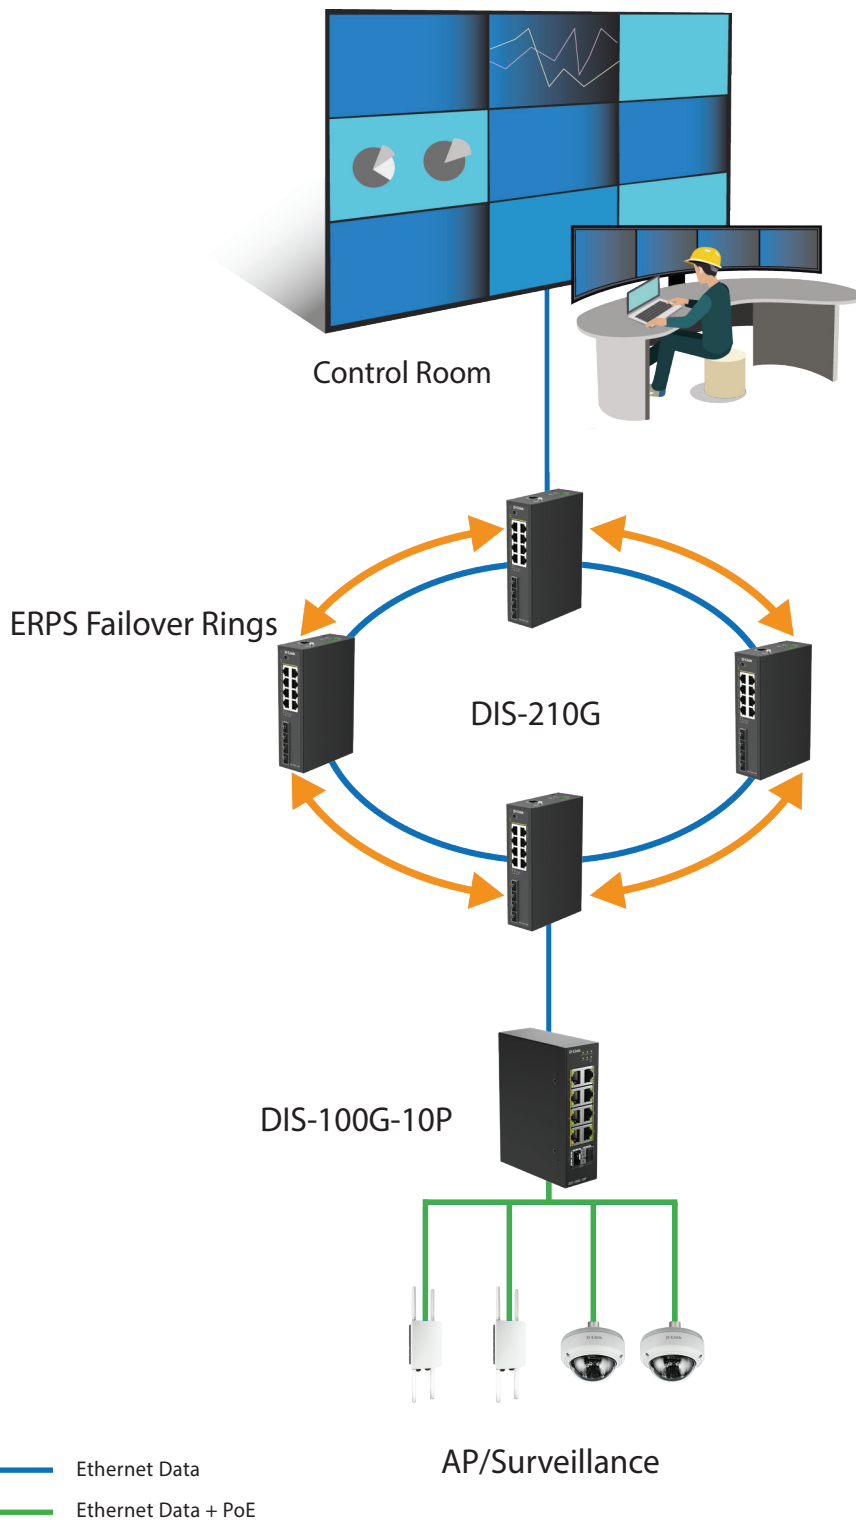 Control Room
ERPS Failover Rings
DIS-210G
DIS-100G-10P
AP/Surveillance
Ethernet Data
Ethernet Data + PoE